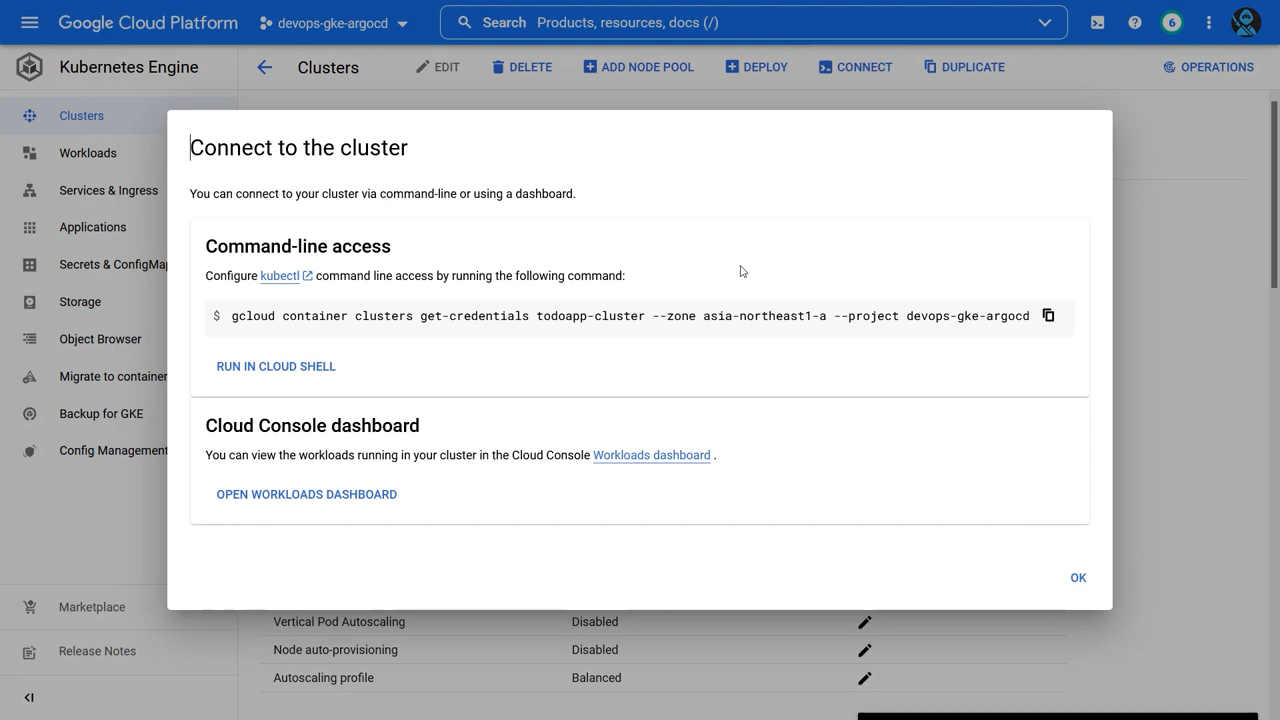 Google Cloud Platform
devops-gke-argocd
Search Products, resources, docs (/)
6
Kubernetes Engine
Clusters
EDIT
DELETE
ADD NODE POOL
DEPLOY
CONNECT
DUPLICATE
OPERATIONS
Clusters
Workloads
Services & Ingress
Applications
Secrets & ConfigMap
Storage
Object Browser
Migrate to container
Backup for GKE
Config Management
Marketplace
Release Notes
Connect to the cluster
You can connect to your cluster via command-line or using a dashboard.
Command-line access
Configure kubectl command line access by running the following command:
$ gcloud container clusters get-credentials todoapp-cluster --zone asia-northeast1-a --project devops-gke-argocd
RUN IN CLOUD SHELL
Cloud Console dashboard
You can view the workloads running in your cluster in the Cloud Console Workloads dashboard .
OPEN WORKLOADS DASHBOARD
OK
Vertical Pod Autoscaling Disabled
Node auto-provisioning Disabled
Autoscaling profile Balanced